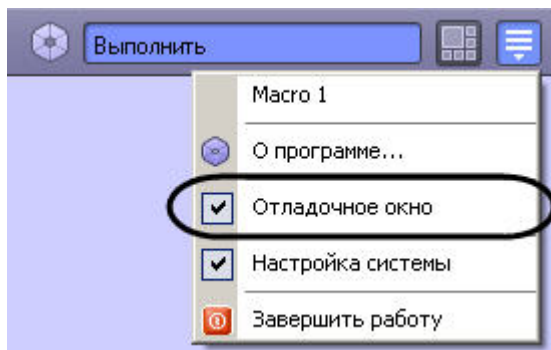 Выполнить
Macro 1
О программе...
Отладочное окно
Настройка системы
Завершить работу